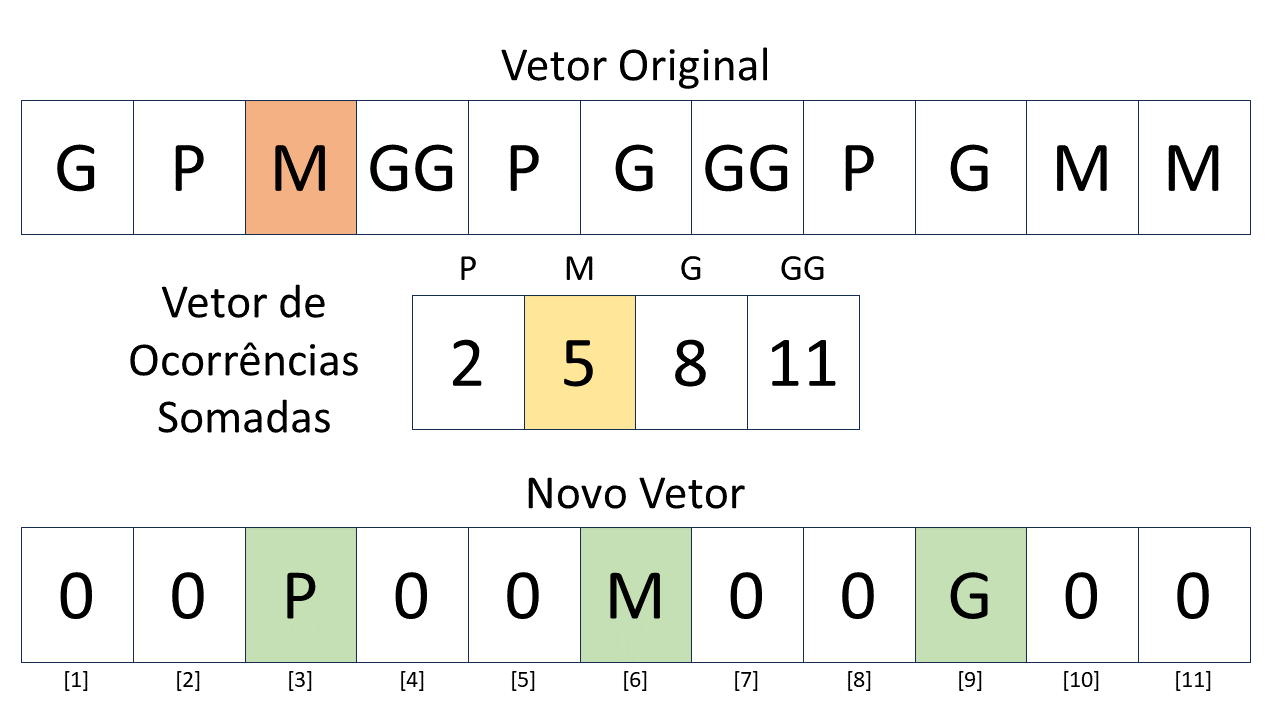 Vetor Original
G P M GG P G GG P G M M
P M G GG
Vetor de
Ocorrências
Somadas
2 5 8 11
Novo Vetor
0 0 P 0 0 M 0 0 G 0 0
[1] [2] [3] [4] [5] [6] [7] [8] [9] [10] [11]